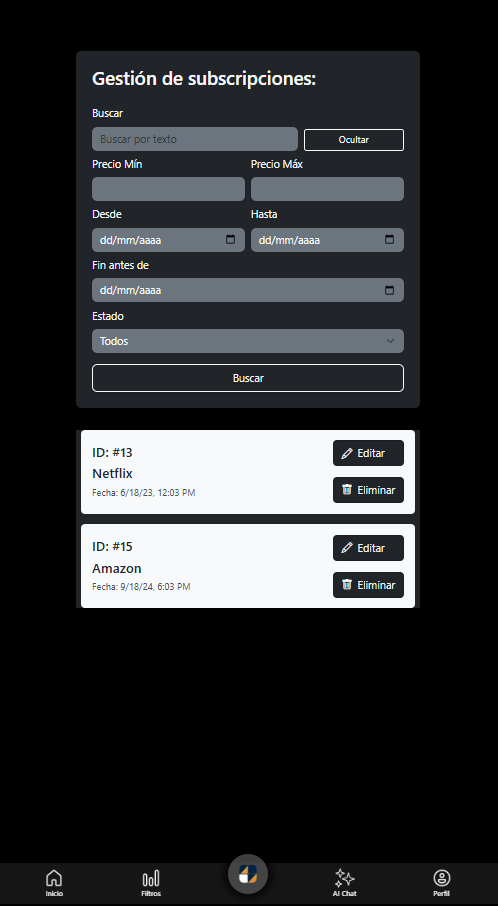 Gestión de subscripciones:
Buscar
Buscar por texto
Ocultar
Precio Mín
Precio Máx
Desde
Hasta
dd/mm/aaaa
dd/mm/aaaa
Fin antes de
dd/mm/aaaa
Estado
Todos
Buscar
ID: #13
Netflix
Fecha: 6/18/23, 12:03 PM
Editar
Eliminar
ID: #15
Amazon
Fecha: 9/18/24, 6:03 PM
Editar
Eliminar
Inicio
Filtros
AI Chat
Perfil